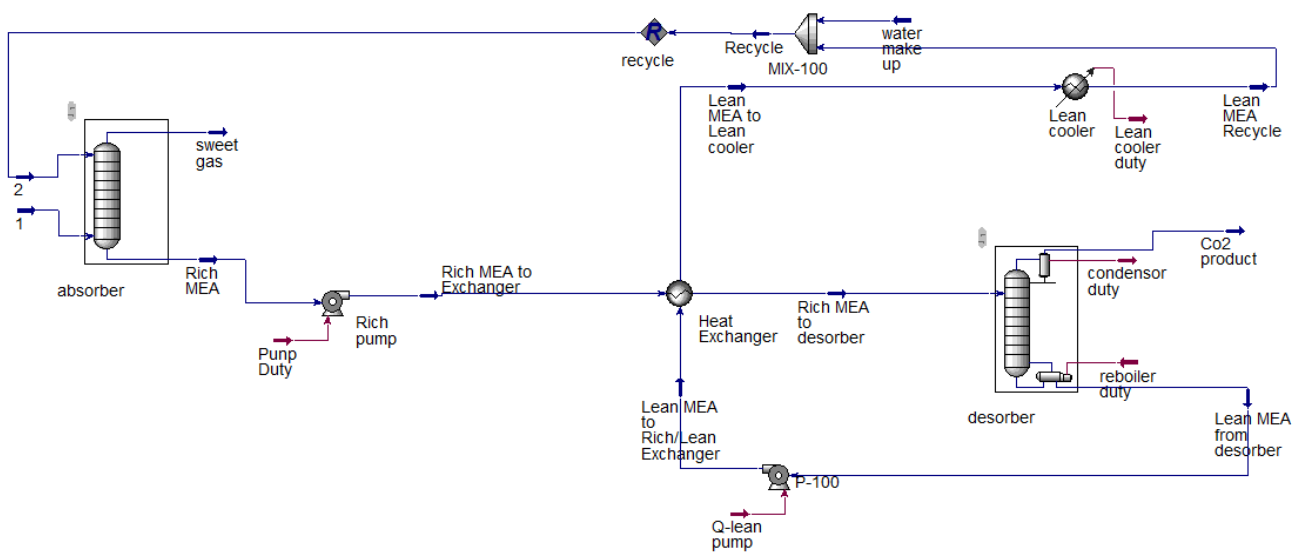 water
make
up
Recycle
R
recycle
MIX-100
Lean
MEA to
Lean
cooler
Lean
cooler
Lean
cooler
duty
Lean
MEA
Recycle
sweet
gas
2
1
Rich
MEA
absorber
Rich MEA to
Exchanger
Rich
pump
Punp
Duty
Heat
Exchanger
Rich MEA
to
desorber
Co2
product
condensor
duty
reboiler
duty
desorber
Lean MEA
from
desorber
Lean MEA
to
Rich/Lean
Exchanger
P-100
Q-lean
pump